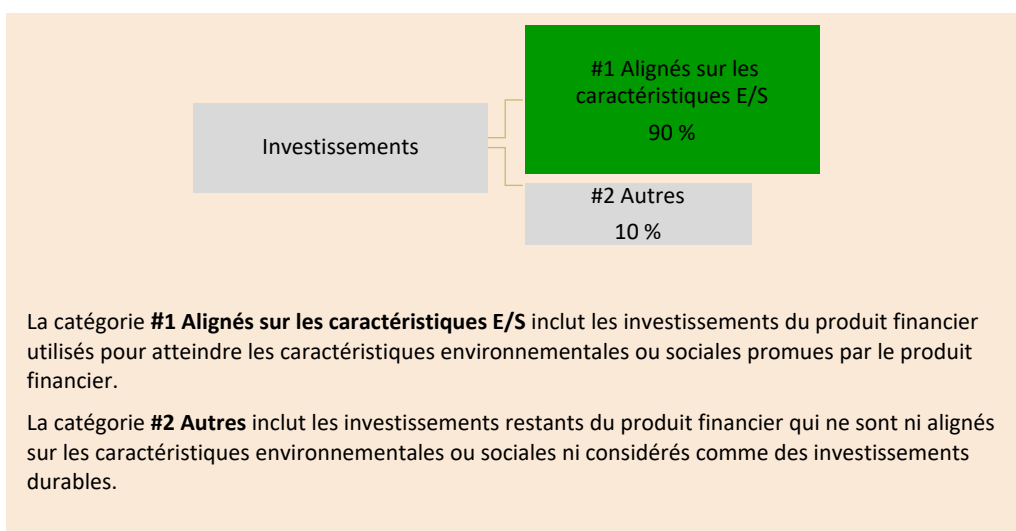 #1 Alignés sur les
caractéristiques E/S
90 %
Investissements
#2 Autres
10 %
La catégorie #1 Alignés sur les caractéristiques E/S inclut les investissements du produit financier
utilisés pour atteindre les caractéristiques environnementales ou sociales promues par le produit
financier.
La catégorie #2 Autres inclut les investissements restants du produit financier qui ne sont ni alignés
sur les caractéristiques environnementales ou sociales ni considérés comme des investissements
durables.